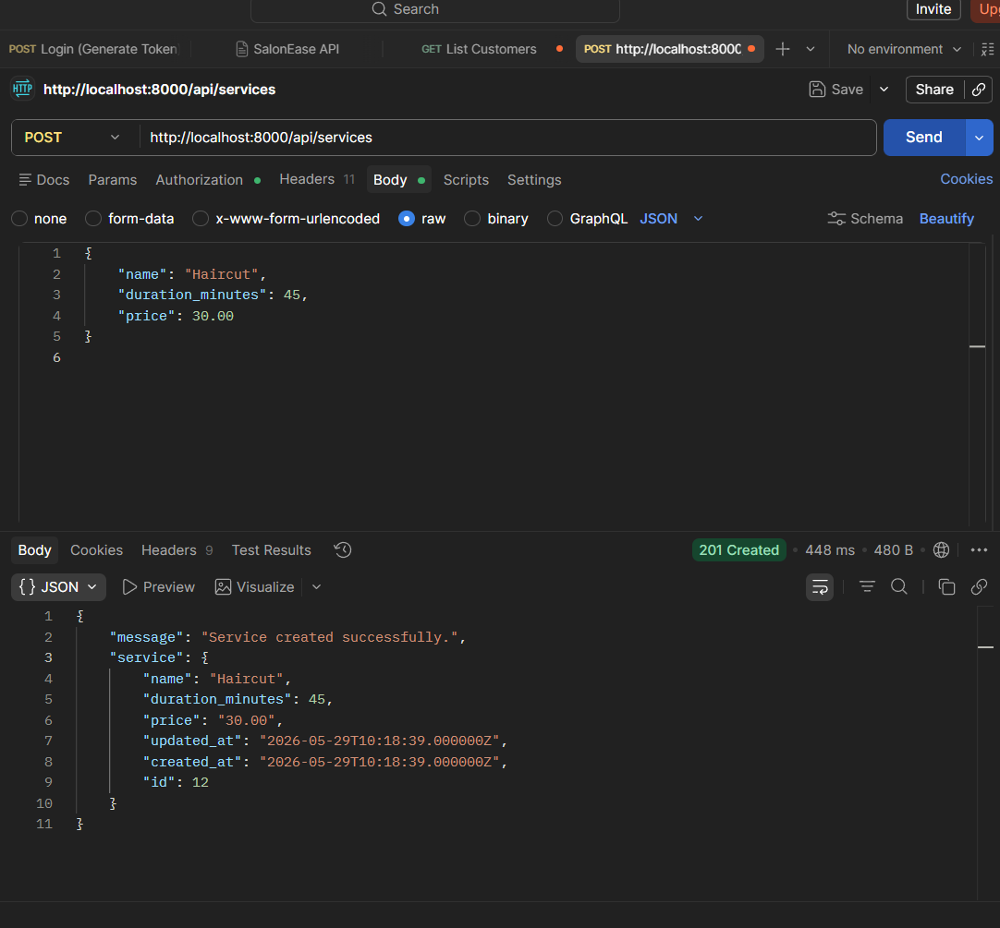 Search
Invite
POST Login (Generate Token
SalonEase API
GET List Customers
POST http://localhost:8000
No environment
HTTP http://localhost:8000/api/services
Save
Share
POST
http://localhost:8000/api/services
Send
Docs Params Authorization Headers 11 Body Scripts Settings
Cookies
none form-data x-www-form-urlencoded raw binary GraphQL JSON
Schema Beautify
1 {
2 "name": "Haircut",
3 "duration_minutes": 45,
4 "price": 30.00
5 }
6
Body Cookies Headers 9 Test Results
201 Created • 448 ms • 480 B •
{} JSON Preview Visualize
1 {
2 "message": "Service created successfully.",
3 "service": {
4 "name": "Haircut",
5 "duration_minutes": 45,
6 "price": "30.00",
7 "updated_at": "2026-05-29T10:18:39.000000Z",
8 "created_at": "2026-05-29T10:18:39.000000Z",
9 "id": 12
10 }
11 }